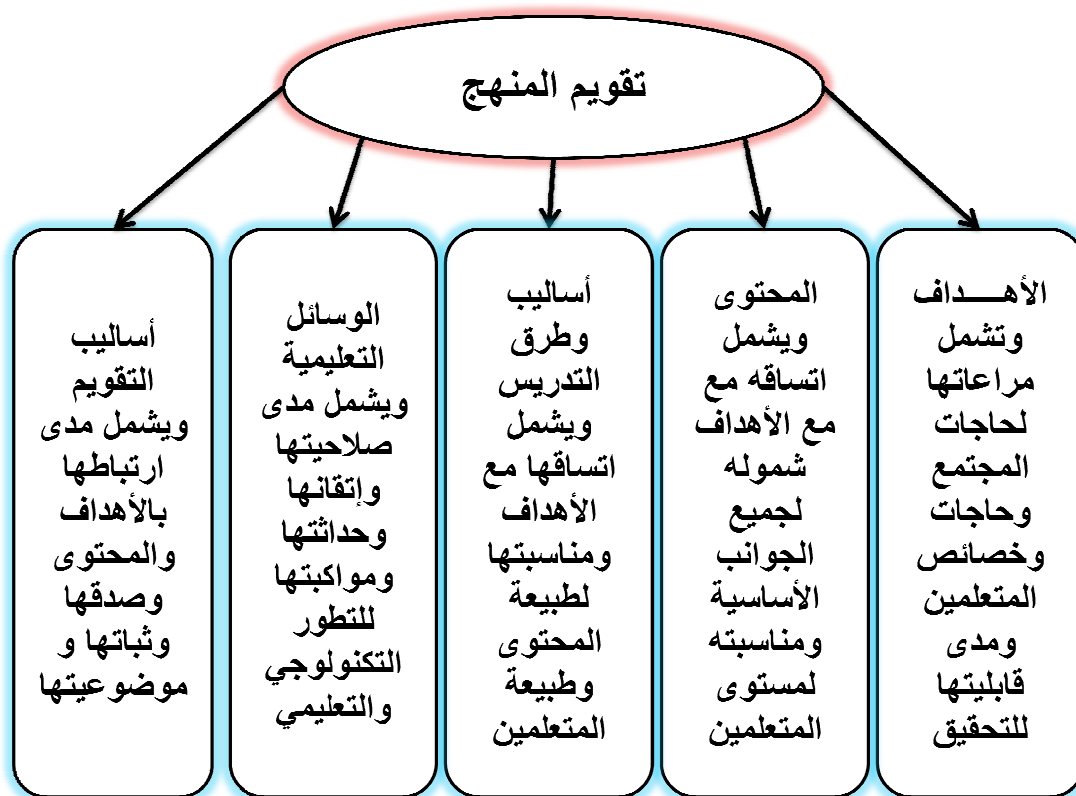 تقويم المنهج
الأهـــداف
وتشمل
مراعاتها
لحاجات
المجتمع
وحاجات
وخصائص
المتعلمين
ومدى
قابليتها
للتحقيق
المحتوى
ويشمل
اتساقه مع
مع الأهداف
شموله
لجميع
الجوانب
الأساسية
ومناسبته
لمستوى
المتعلمين
أساليب
وطرق
التدريس
ويشمل
اتساقها مع
الأهداف
ومناسبتها
لطبيعة
المحتوى
وطبيعة
المتعلمين
الوسائل
التعليمية
ويشمل مدى
صلاحيتها
وإتقانها
وحداثتها
ومواكبتها
للتطور
التكنولوجي
والتعليمي
أساليب
التقويم
ويشمل مدى
ارتباطها
بالأهداف
والمحتوى
وصدقها
وثباتها و
موضوعيتها